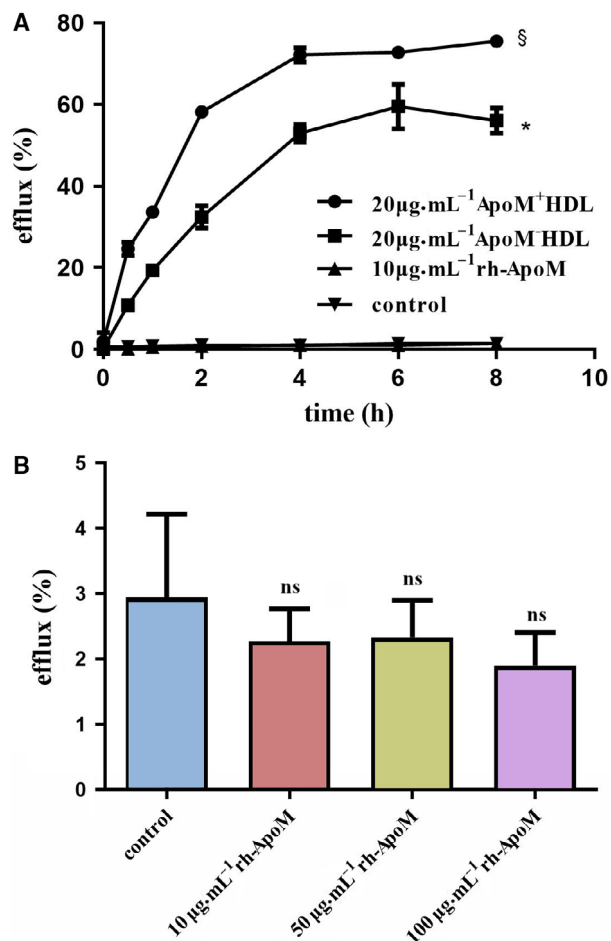 A
80
60
40
20
0
efflux (%)
§
*
20μg·mL⁻¹ApoM⁺HDL
20μg·mL⁻¹ApoM⁻HDL
10μg·mL⁻¹rh-ApoM
control
0 2 4 6 8 10
time (h)
B
5
4
3
2
1
0
efflux (%)
ns
ns
ns
control
10 μg·mL⁻¹ rh-ApoM
50 μg·mL⁻¹ rh-ApoM
100 μg·mL⁻¹ rh-ApoM